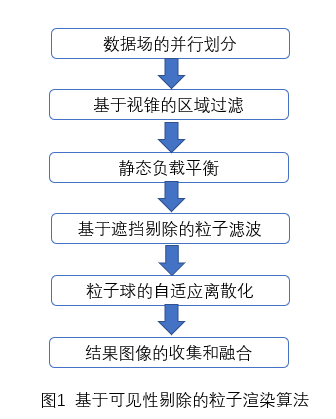 数据场的并行划分
基于视锥的区域过滤
静态负载平衡
基于遮挡剔除的粒子滤波
粒子球的自适应离散化
结果图像的收集和融合
图1 基于可见性剔除的粒子渲染算法